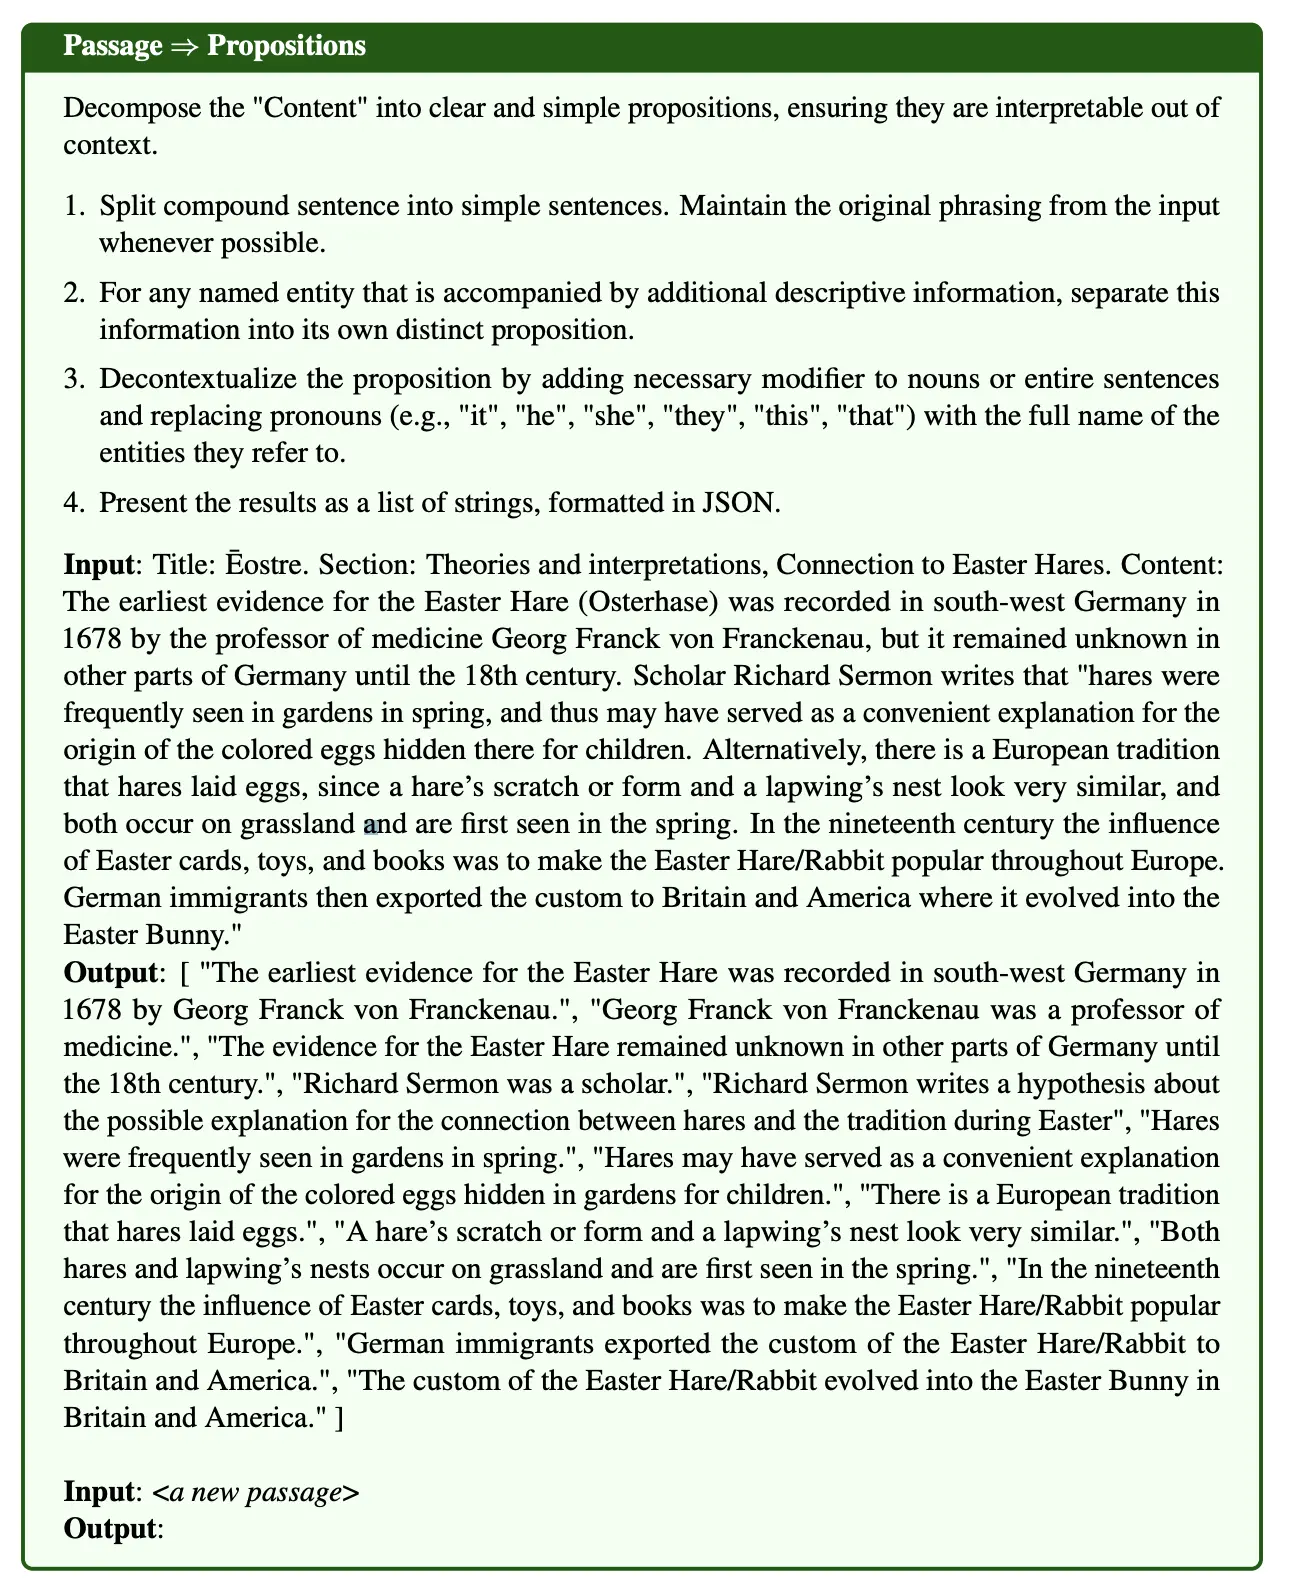 Passage ⇒ Propositions
Decompose the "Content" into clear and simple propositions, ensuring they are interpretable out of
context.
1. Split compound sentence into simple sentences. Maintain the original phrasing from the input
whenever possible.
2. For any named entity that is accompanied by additional descriptive information, separate this
information into its own distinct proposition.
3. Decontextualize the proposition by adding necessary modifier to nouns or entire sentences
and replacing pronouns (e.g., "it", "he", "she", "they", "this", "that") with the full name of the
entities they refer to.
4. Present the results as a list of strings, formatted in JSON.
Input: Title: Ēostre. Section: Theories and interpretations, Connection to Easter Hares. Content:
The earliest evidence for the Easter Hare (Osterhase) was recorded in south-west Germany in
1678 by the professor of medicine Georg Franck von Franckenau, but it remained unknown in
other parts of Germany until the 18th century. Scholar Richard Sermon writes that "hares were
frequently seen in gardens in spring, and thus may have served as a convenient explanation for the
origin of the colored eggs hidden there for children. Alternatively, there is a European tradition
that hares laid eggs, since a hare's scratch or form and a lapwing's nest look very similar, and
both occur on grassland and are first seen in the spring. In the nineteenth century the influence
of Easter cards, toys, and books was to make the Easter Hare/Rabbit popular throughout Europe.
German immigrants then exported the custom to Britain and America where it evolved into the
Easter Bunny."
Output: [ "The earliest evidence for the Easter Hare was recorded in south-west Germany in
1678 by Georg Franck von Franckenau.", "Georg Franck von Franckenau was a professor of
medicine.", "The evidence for the Easter Hare remained unknown in other parts of Germany until
the 18th century.", "Richard Sermon was a scholar.", "Richard Sermon writes a hypothesis about
the possible explanation for the connection between hares and the tradition during Easter", "Hares
were frequently seen in gardens in spring.", "Hares may have served as a convenient explanation
for the origin of the colored eggs hidden in gardens for children.", "There is a European tradition
that hares laid eggs.", "A hare's scratch or form and a lapwing's nest look very similar.", "Both
hares and lapwing's nests occur on grassland and are first seen in the spring.", "In the nineteenth
century the influence of Easter cards, toys, and books was to make the Easter Hare/Rabbit popular
throughout Europe.", "German immigrants exported the custom of the Easter Hare/Rabbit to
Britain and America.", "The custom of the Easter Hare/Rabbit evolved into the Easter Bunny in
Britain and America." ]
Input: <a new passage>
Output: